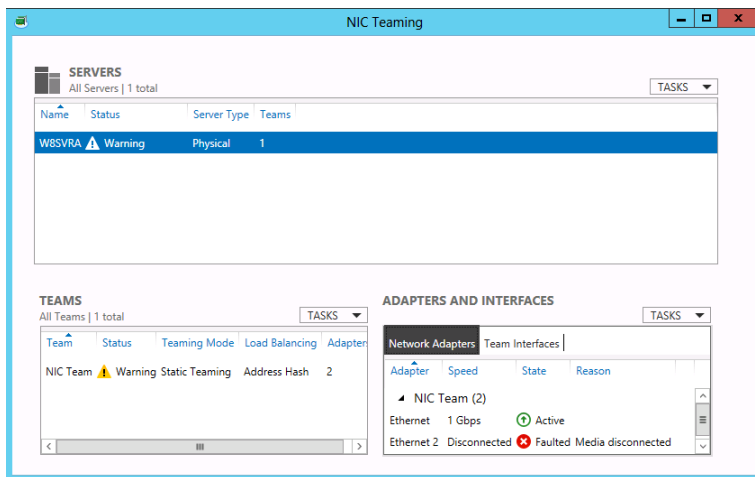 NIC Teaming
SERVERS
All Servers | 1 total
TASKS
Name Status Server Type Teams
W8SVRA Warning Physical 1
TEAMS
All Teams | 1 total
TASKS
Team Status Teaming Mode Load Balancing Adapter
NIC Team Warning Static Teaming Address Hash 2
ADAPTERS AND INTERFACES
TASKS
Network Adapters Team Interfaces
Adapter Speed State Reason
NIC Team (2)
Ethernet 1 Gbps Active
Ethernet 2 Disconnected Faulted Media disconnected